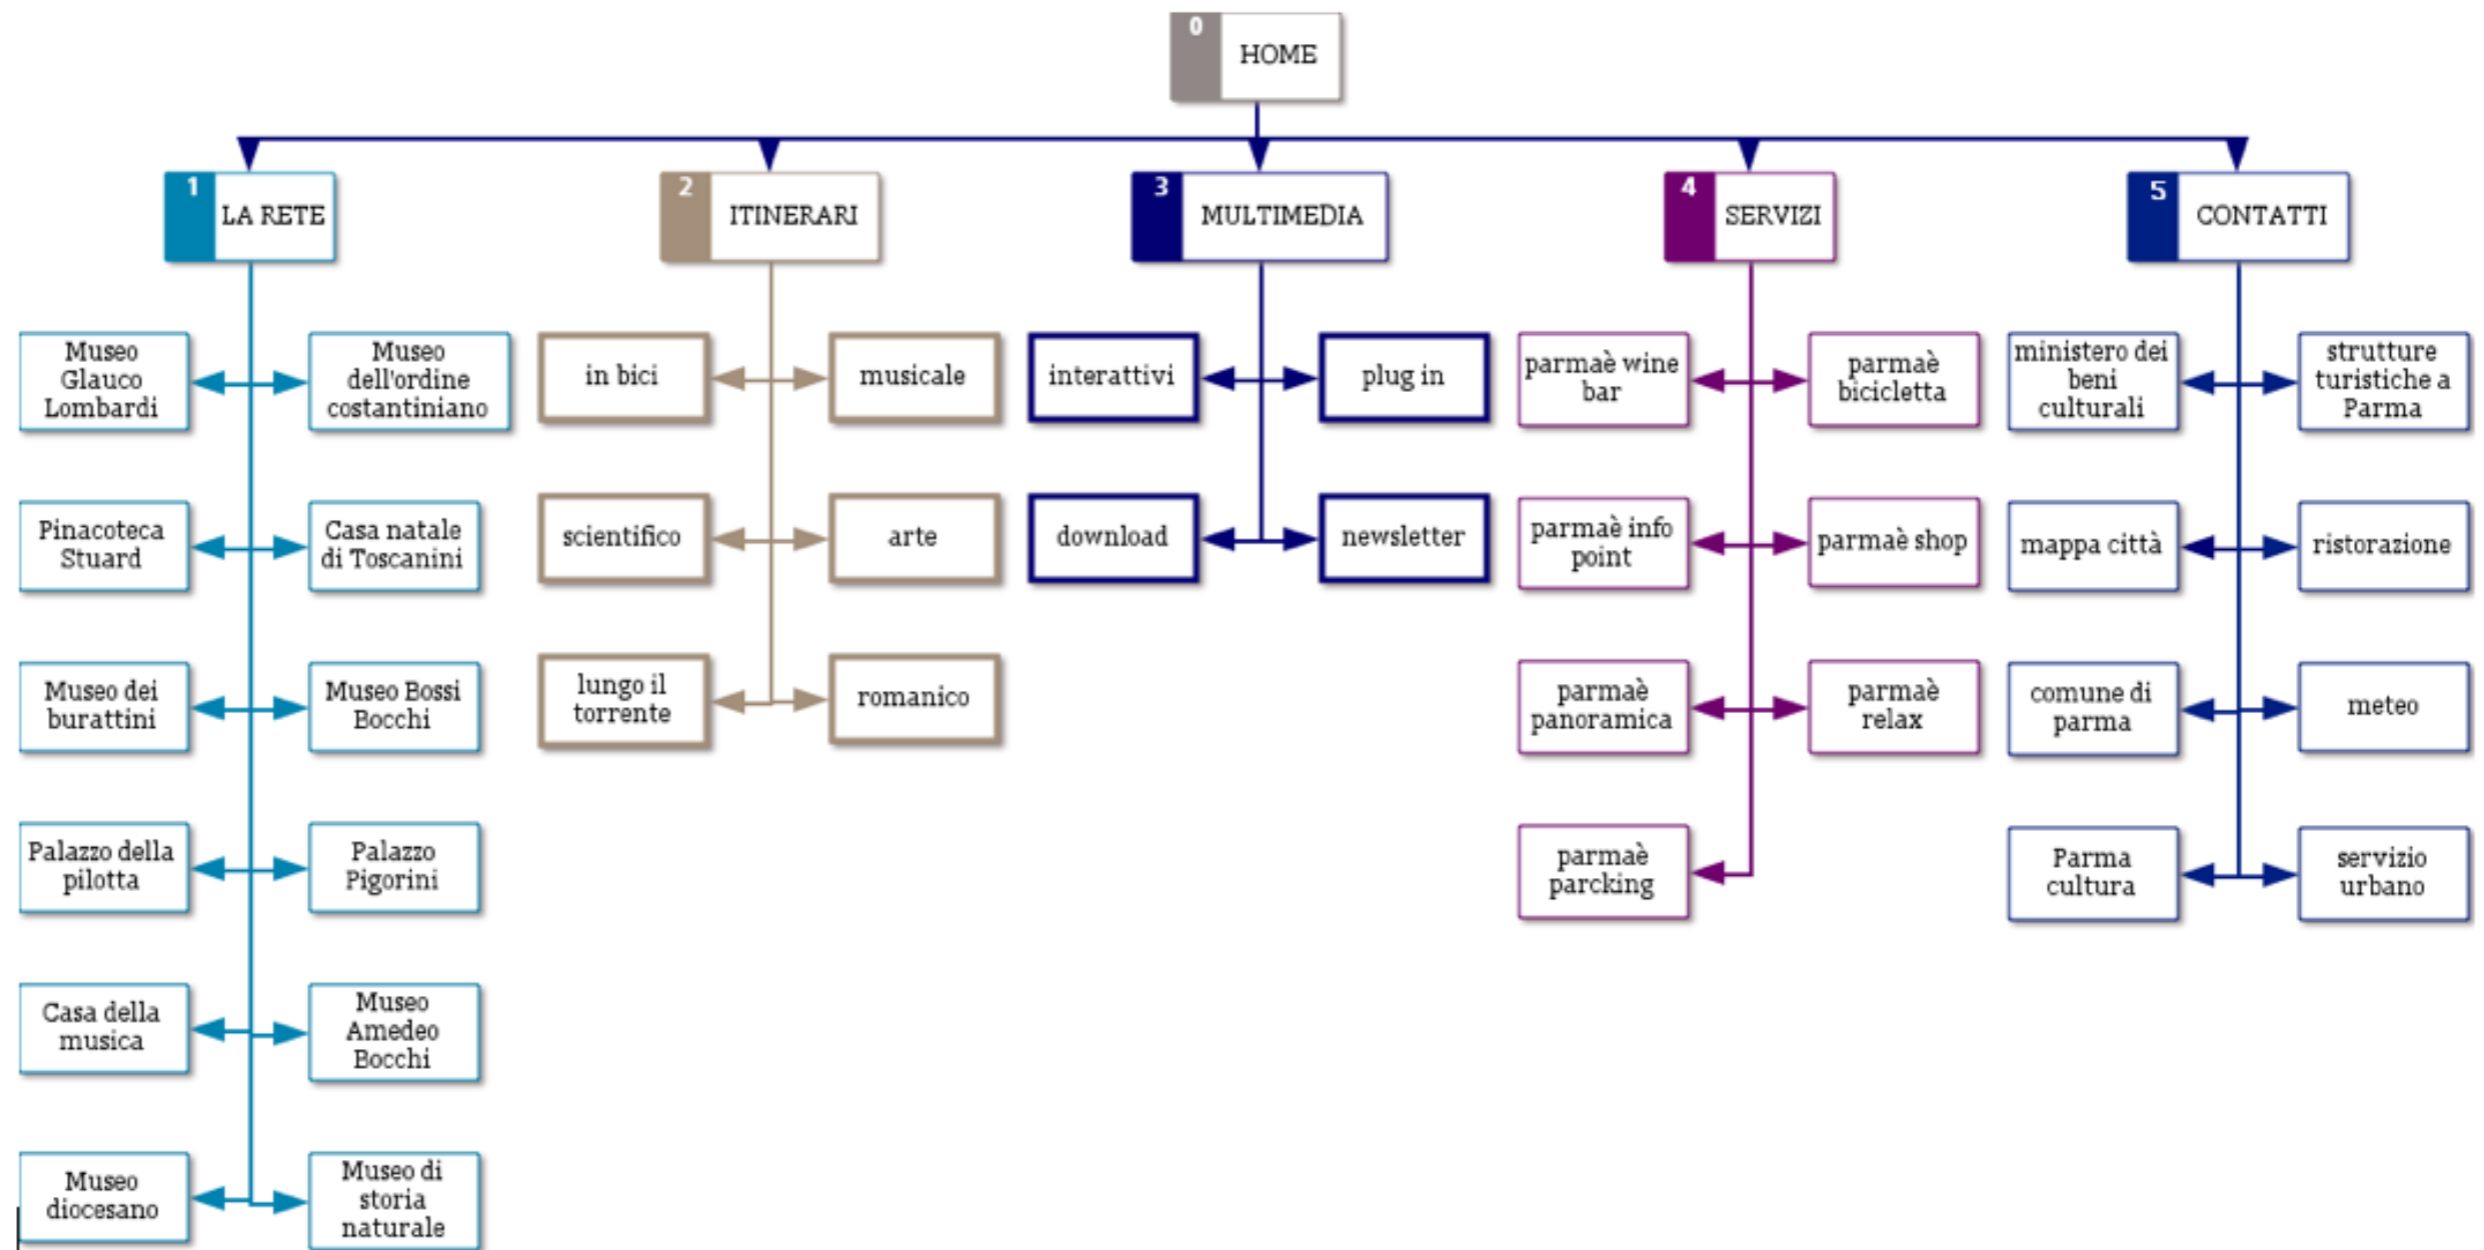 0
HOME
1
LA RETE
2
ITINERARI
3
MULTIMEDIA
4
SERVIZI
5
CONTATTI
Museo
Glauco
Lombardi
Museo
dell'ordine
costantiniano
Pinacoteca
Stuard
Casa natale
di Toscanini
Museo dei
burattini
Museo Bossi
Bocchi
Palazzo della
pilotta
Palazzo
Pigorini
Casa della
musica
Museo
Amedeo
Bocchi
Museo
diocesano
Museo di
storia
naturale
in bici
musicale
scientifico
arte
lungo il
torrente
romanico
interattivi
plug in
download
newsletter
parmaè wine
bar
parmaè
bicicletta
parmaè info
point
parmaè shop
parmaè
panoramica
parmaè
relax
parmaè
parcking
ministero dei
beni
culturali
strutture
turistiche a
Parma
mappa città
ristorazione
comune di
parma
meteo
Parma
cultura
servizio
urbano